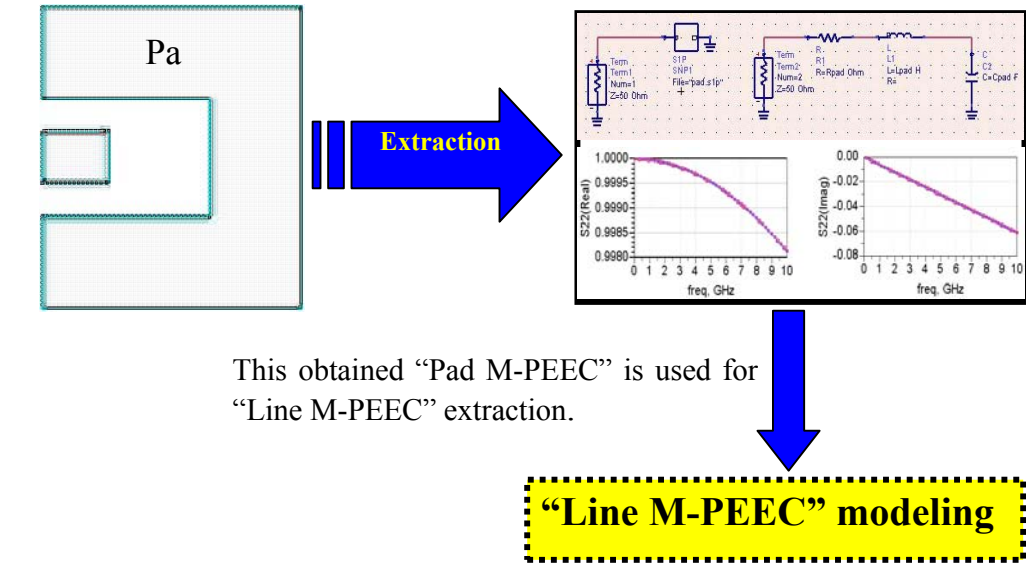 Pa
Extraction
Term
Term1
Num=1
Z=50 Ohm
S1P
SNP1
File="pad.s1p"
Term
Term2
Num=2
Z=50 Ohm
R
R1
R=Rpad Ohm
L
L1
L=Lpad H
R=
C
C2
C=Cpad F
S22(Real)
1.0000
0.9995
0.9990
0.9985
0.9980
0 1 2 3 4 5 6 7 8 9 10
freq, GHz
S22(Imag)
0.00
-0.02
-0.04
-0.06
-0.08
0 1 2 3 4 5 6 7 8 9 10
freq, GHz
This obtained “Pad M-PEEC” is used for
“Line M-PEEC” extraction.
“Line M-PEEC” modeling